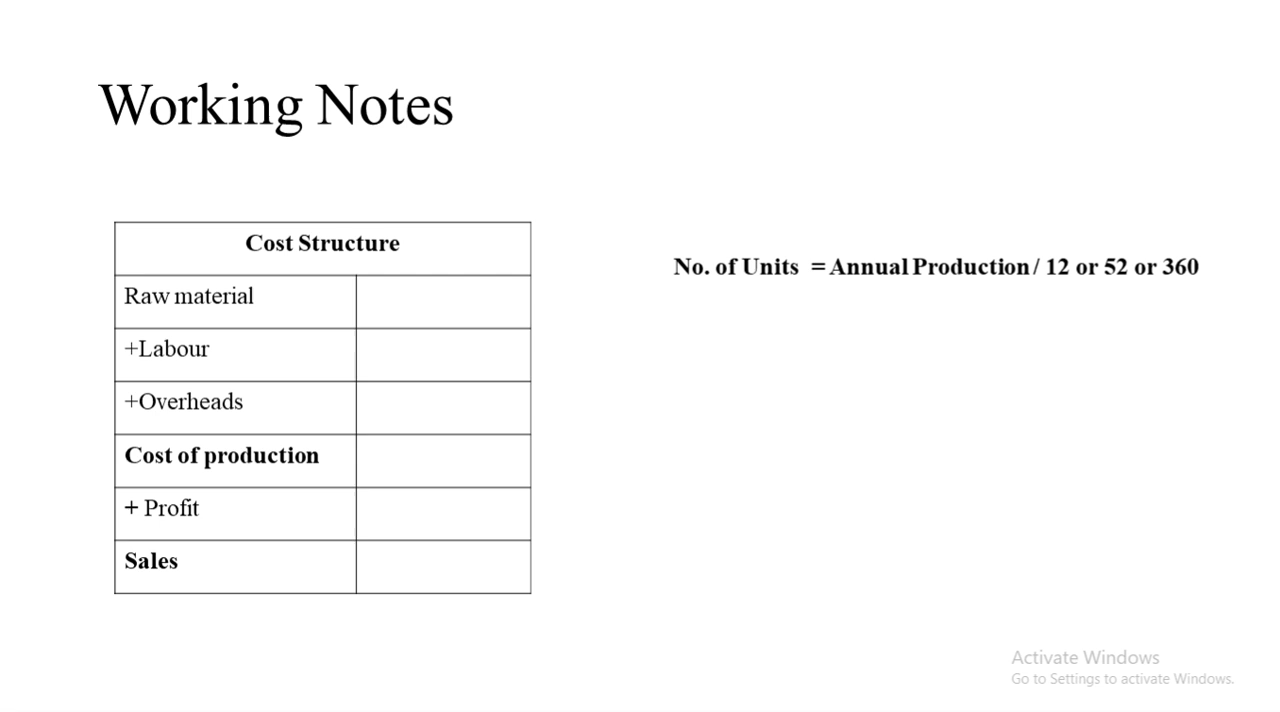 Working Notes
Cost Structure
Raw material
+Labour
+Overheads
Cost of production
+ Profit
Sales
No. of Units = Annual Production / 12 or 52 or 360
Activate Windows
Go to Settings to activate Windows.